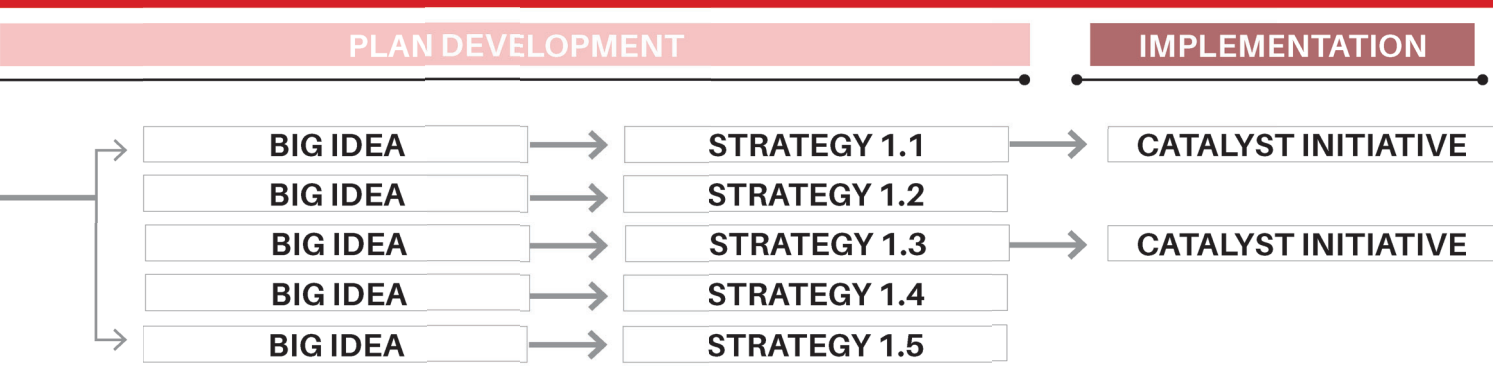 PLAN DEVELOPMENT IMPLEMENTATION
BIG IDEA STRATEGY 1.1 CATALYST INITIATIVE
BIG IDEA STRATEGY 1.2
BIG IDEA STRATEGY 1.3 CATALYST INITIATIVE
BIG IDEA STRATEGY 1.4
BIG IDEA STRATEGY 1.5